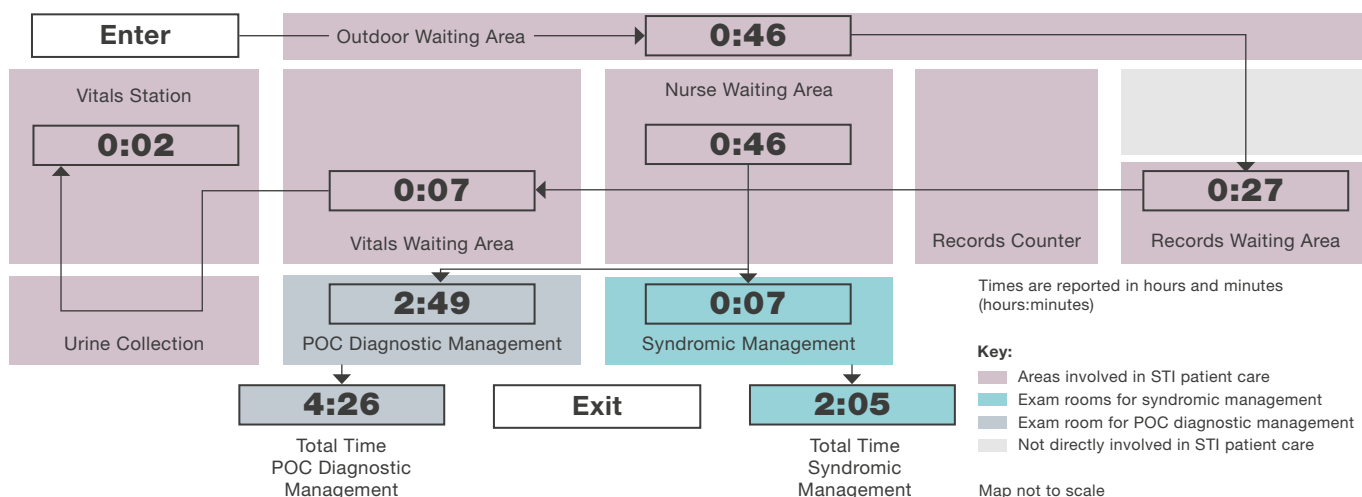 Enter
Outdoor Waiting Area
0:46
Vitals Station
0:02
0:07
Vitals Waiting Area
Nurse Waiting Area
0:46
Records Counter
0:27
Records Waiting Area
Urine Collection
2:49
POC Diagnostic Management
0:07
Syndromic Management
4:26
Total Time
POC Diagnostic
Management
Exit
2:05
Total Time
Syndromic
Management
Times are reported in hours and minutes
(hours:minutes)
Key:
Areas involved in STI patient care
Exam rooms for syndromic management
Exam room for POC diagnostic management
Not directly involved in STI patient care
Map not to scale